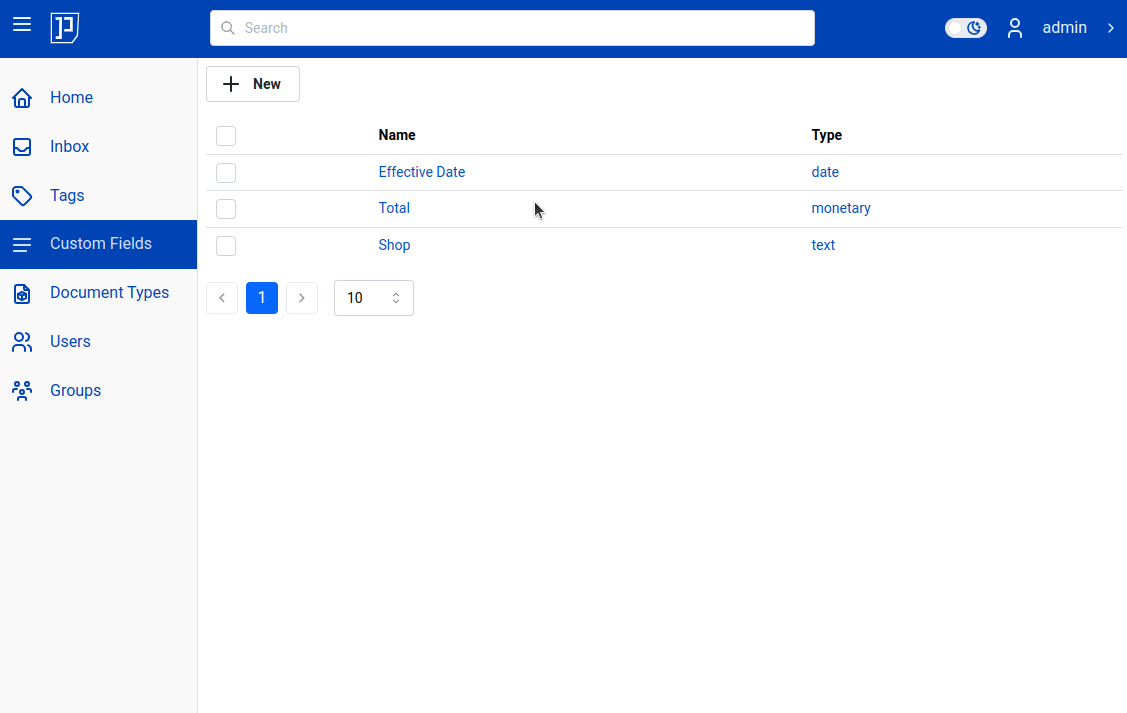 Search
admin
Home
Inbox
Tags
Custom Fields
Document Types
Users
Groups
New
Name Type
Effective Date date
Total monetary
Shop text
1 10